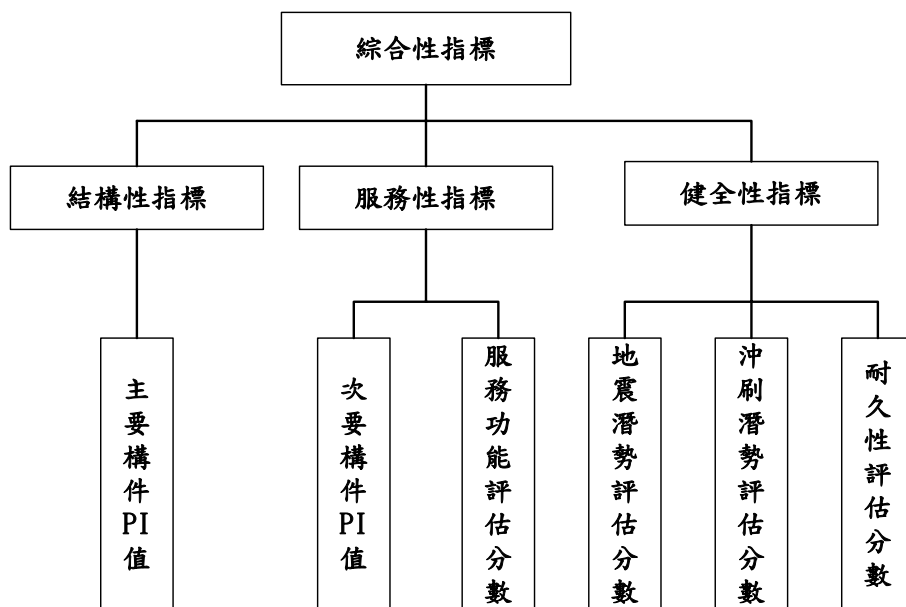 綜合性指標
結構性指標
服務性指標
健全性指標
主要構件PI值
次要構件PI值
服務功能評估分數
地震潛勢評估分數
沖刷潛勢評估分數
耐久性評估分數